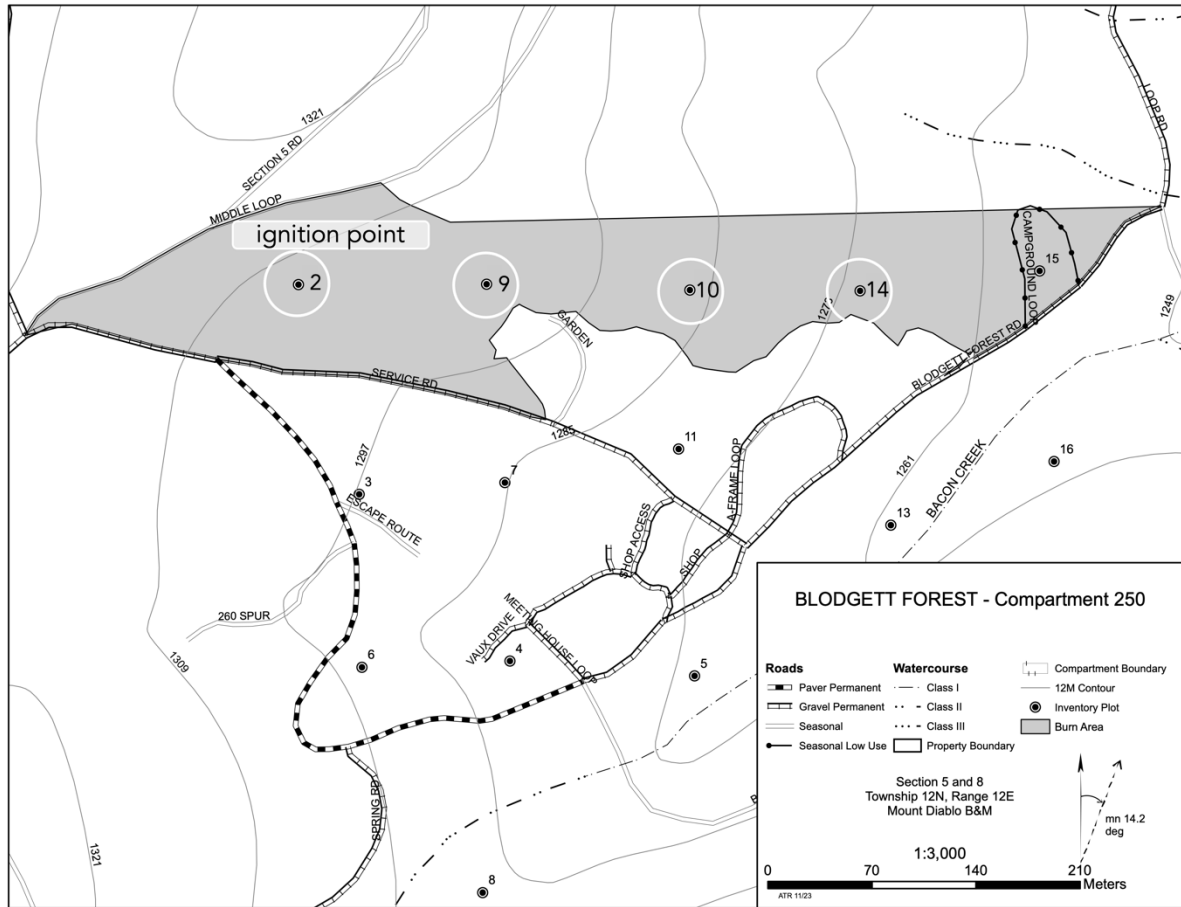 1321
SECTION 5 RD
MIDDLE LOOP
LOOP RD
ignition point
2
9
10
14
15
CAMPGROUND LOOP
1273
1249
GARDEN
BLODGETT FOREST RD
SERVICE RD
1285
1297
3
7
11
A-FRAME LOOP
1261
16
BACON CREEK
13
ESCAPE ROUTE
SHOP ACCESS
SHOP
260 SPUR
MEETING HOUSE LOOP
VAUX DRIVE
1309
6
4
5
SPRING RD
1321
8
BLODGETT FOREST - Compartment 250
Roads
Paver Permanent
Gravel Permanent
Seasonal
Seasonal Low Use
Watercourse
Class I
Class II
Class III
Property Boundary
Compartment Boundary
12M Contour
Inventory Plot
Burn Area
Section 5 and 8
Township 12N, Range 12E
Mount Diablo B&M
mn 14.2
deg
1:3,000
0 70 140 210
Meters
ATR 11/23